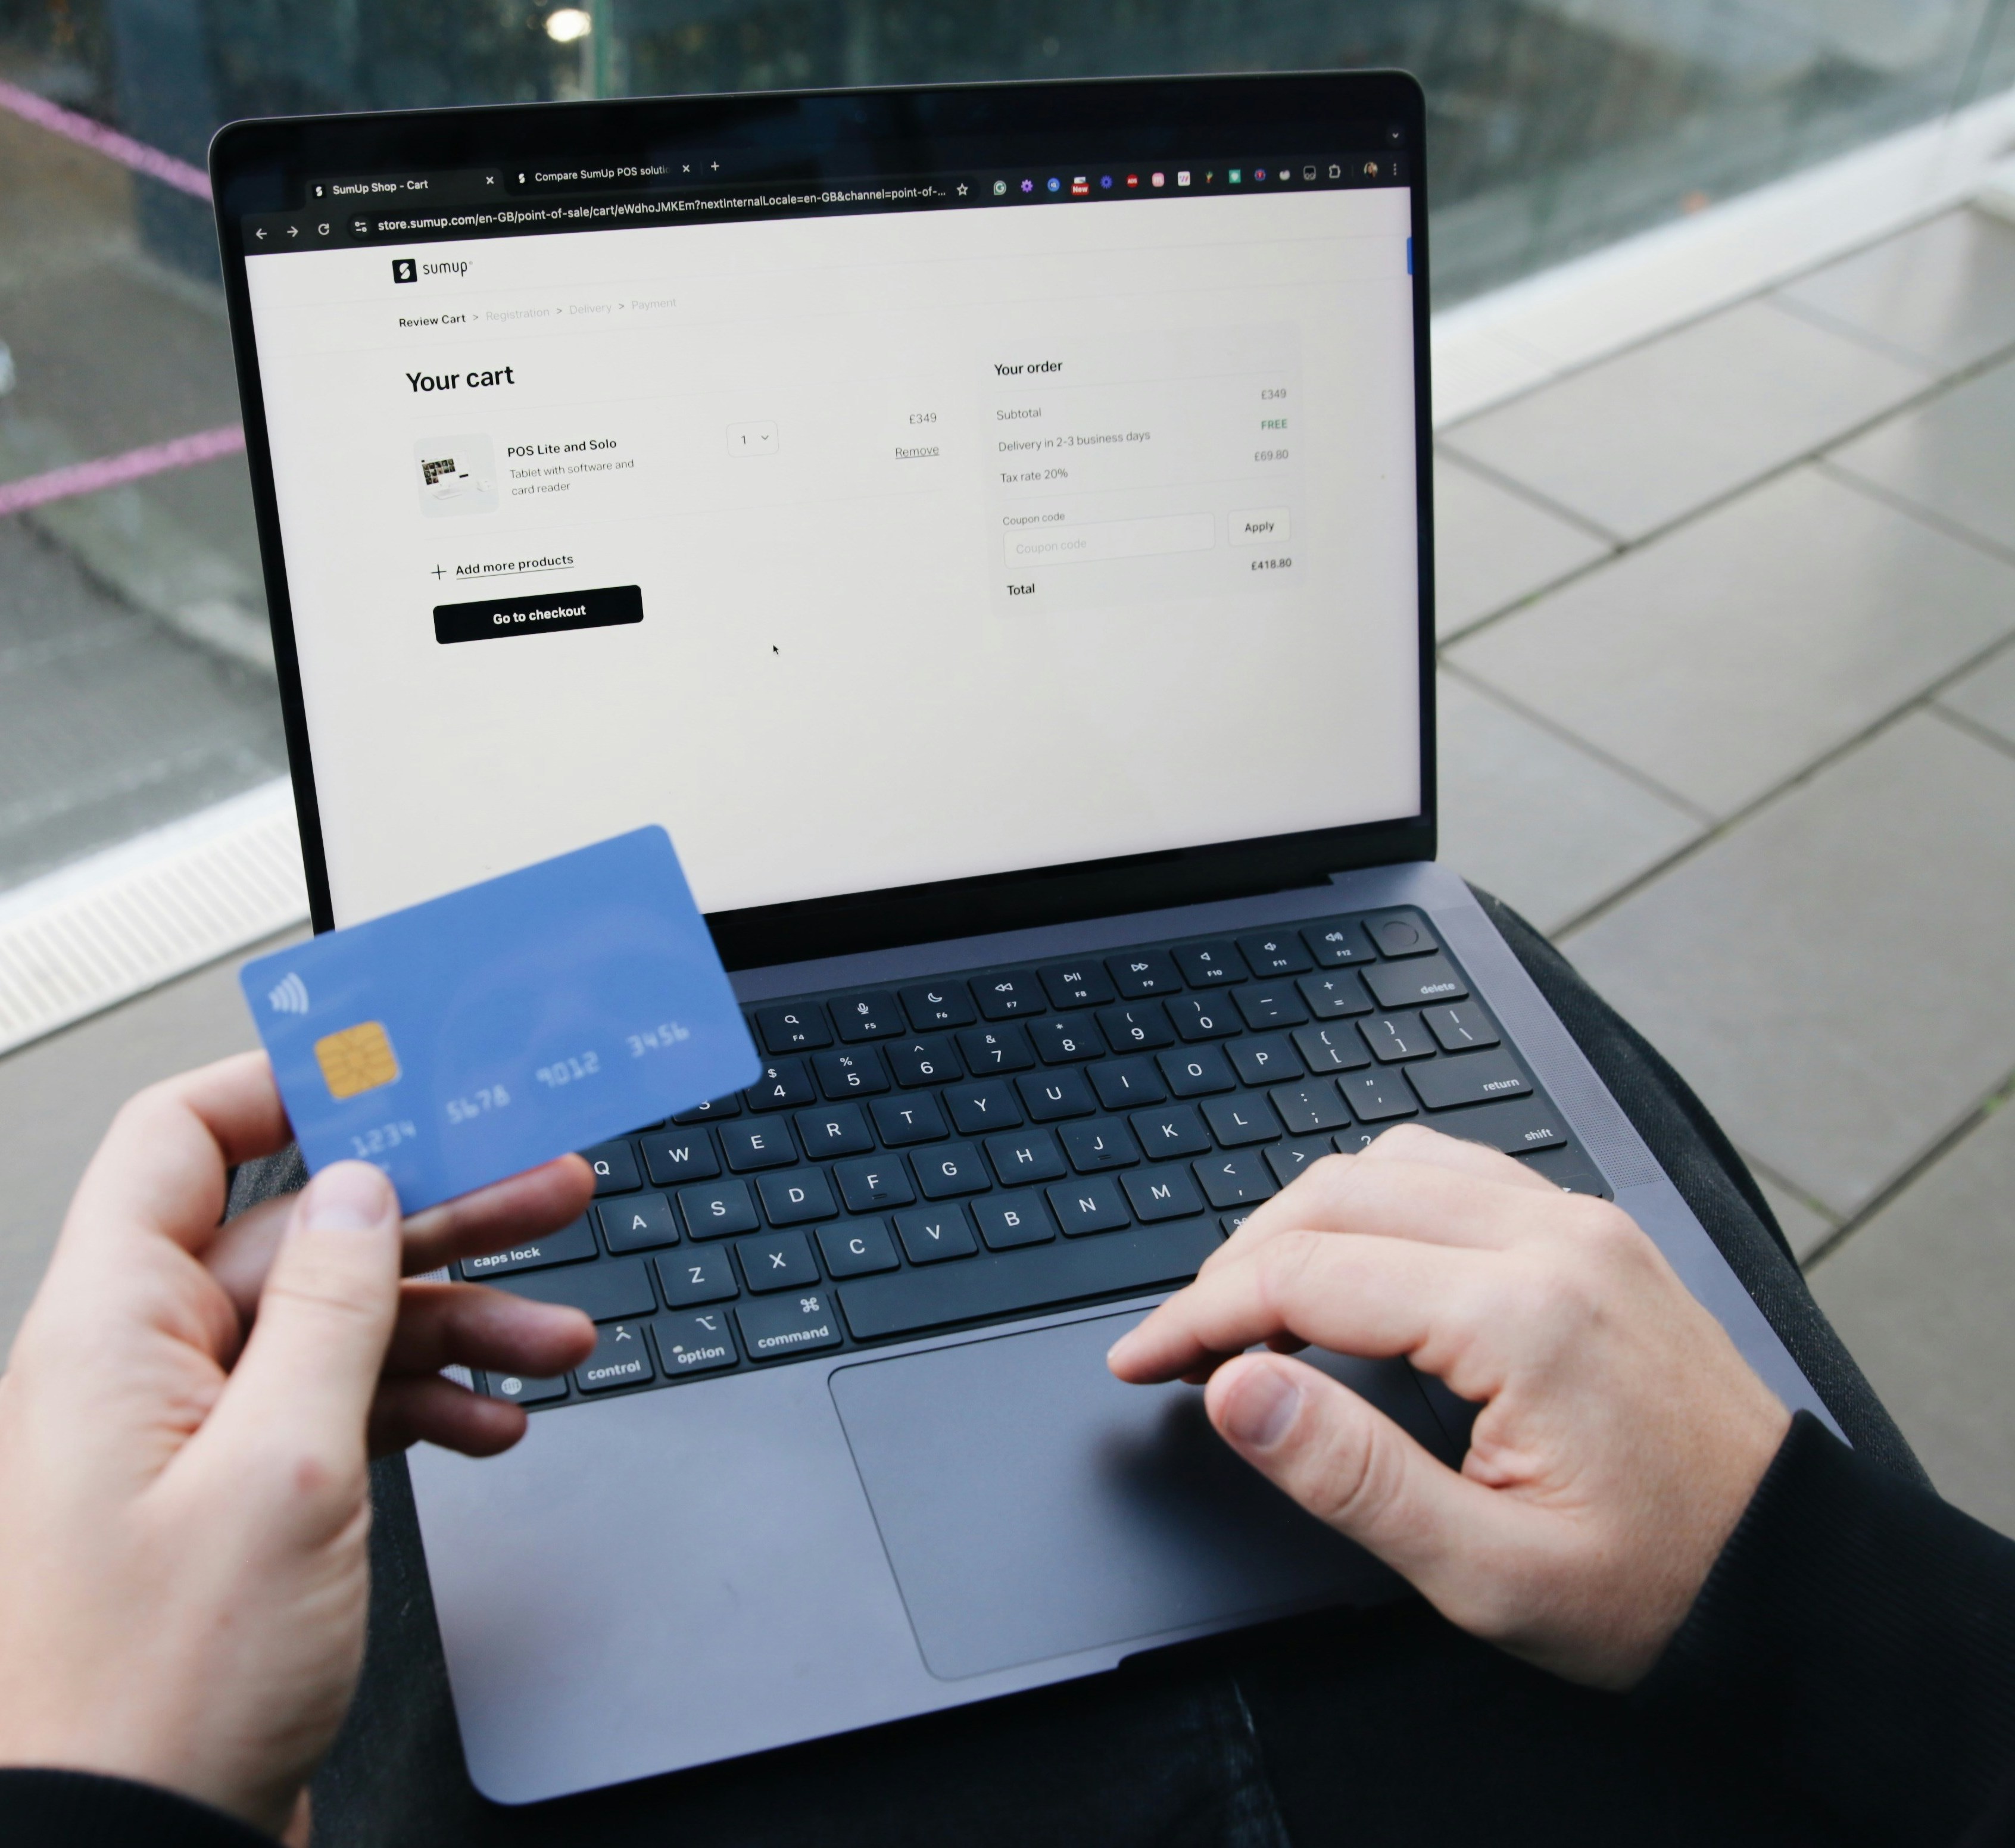 SumUp Shop - Cart
Compare SumUp POS soluti
store.sumup.com/en-GB/point-of-sale/cart/eWdhoJMKEm?nextInternalLocale=en-GB&channel=point-of-...
New
sumup
Review Cart > Registration > Delivery > Payment
Your cart
POS Lite and Solo
Tablet with software and
card reader
1
£349
Remove
+ Add more products
Go to checkout
Your order
Subtotal £349
Delivery in 2-3 business days FREE
Tax rate 20% £69.80
Coupon code
Coupon code
Apply
Total £418.80
1234 5678 9012 3456
F4 F5 F6 F7 F8 F9 F10 F11 F12
3 $ 4 % 5 ^ 6 & 7 * 8 ( 9 ) 0 — - + = delete
Q W E R T Y U I O P { [ } ] | \
caps lock A S D F G H J K L : ; " ' return
Z X C V B N M < , > ? shift
control option ⌘ command